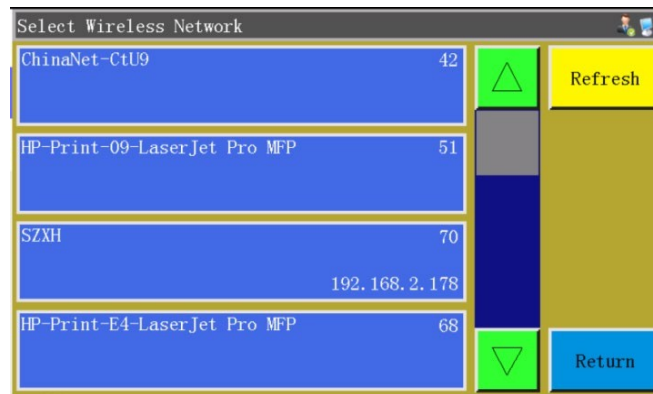 Select Wireless Network
ChinaNet-CtU9 42
Refresh
HP-Print-09-LaserJet Pro MFP 51
SZXH 70
192.168.2.178
HP-Print-E4-LaserJet Pro MFP 68
Return